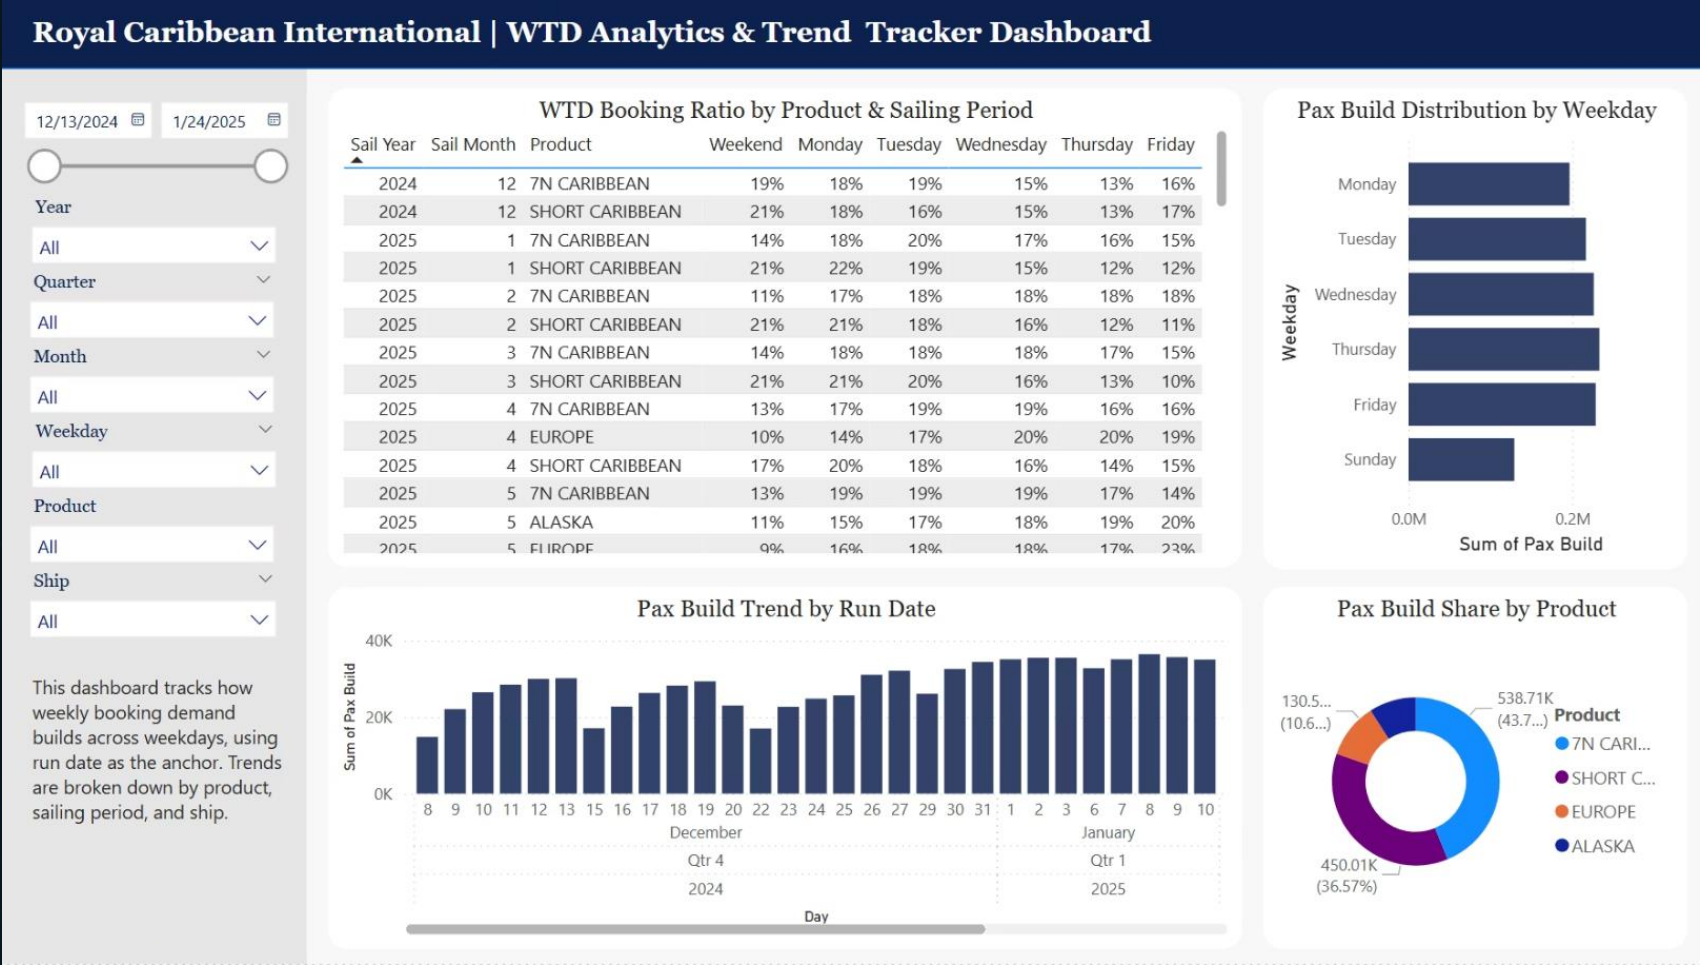 Royal Caribbean International | WTD Analytics & Trend Tracker Dashboard
12/13/2024 1/24/2025
Year
All
Quarter
All
Month
All
Weekday
All
Product
All
Ship
All
This dashboard tracks how
weekly booking demand
builds across weekdays, using
run date as the anchor. Trends
are broken down by product,
sailing period, and ship.
WTD Booking Ratio by Product & Sailing Period
Sail Year Sail Month Product Weekend Monday Tuesday Wednesday Thursday Friday
2024 12 7N CARIBBEAN 19% 18% 19% 15% 13% 16%
2024 12 SHORT CARIBBEAN 21% 18% 16% 15% 13% 17%
2025 1 7N CARIBBEAN 14% 18% 20% 17% 16% 15%
2025 1 SHORT CARIBBEAN 21% 22% 19% 15% 12% 12%
2025 2 7N CARIBBEAN 11% 17% 18% 18% 18% 18%
2025 2 SHORT CARIBBEAN 21% 21% 18% 16% 12% 11%
2025 3 7N CARIBBEAN 14% 18% 18% 18% 17% 15%
2025 3 SHORT CARIBBEAN 21% 21% 20% 16% 13% 10%
2025 4 7N CARIBBEAN 13% 17% 19% 19% 16% 16%
2025 4 EUROPE 10% 14% 17% 20% 20% 19%
2025 4 SHORT CARIBBEAN 17% 20% 18% 16% 14% 15%
2025 5 7N CARIBBEAN 13% 19% 19% 19% 17% 14%
2025 5 ALASKA 11% 15% 17% 18% 19% 20%
2025 5 EUROPE 9% 16% 18% 18% 17% 23%
Pax Build Distribution by Weekday
Weekday
Monday
Tuesday
Wednesday
Thursday
Friday
Sunday
0.0M 0.2M
Sum of Pax Build
Pax Build Trend by Run Date
Sum of Pax Build
40K
20K
0K
8 9 10 11 12 13 15 16 17 18 19 20 22 23 24 25 26 27 29 30 31 1 2 3 6 7 8 9 10
December January
Qtr 4 Qtr 1
2024 2025
Day
Pax Build Share by Product
130.5...
(10.6...)
538.71K
(43.7...)
450.01K
(36.57%)
Product
7N CARI...
SHORT C...
EUROPE
ALASKA